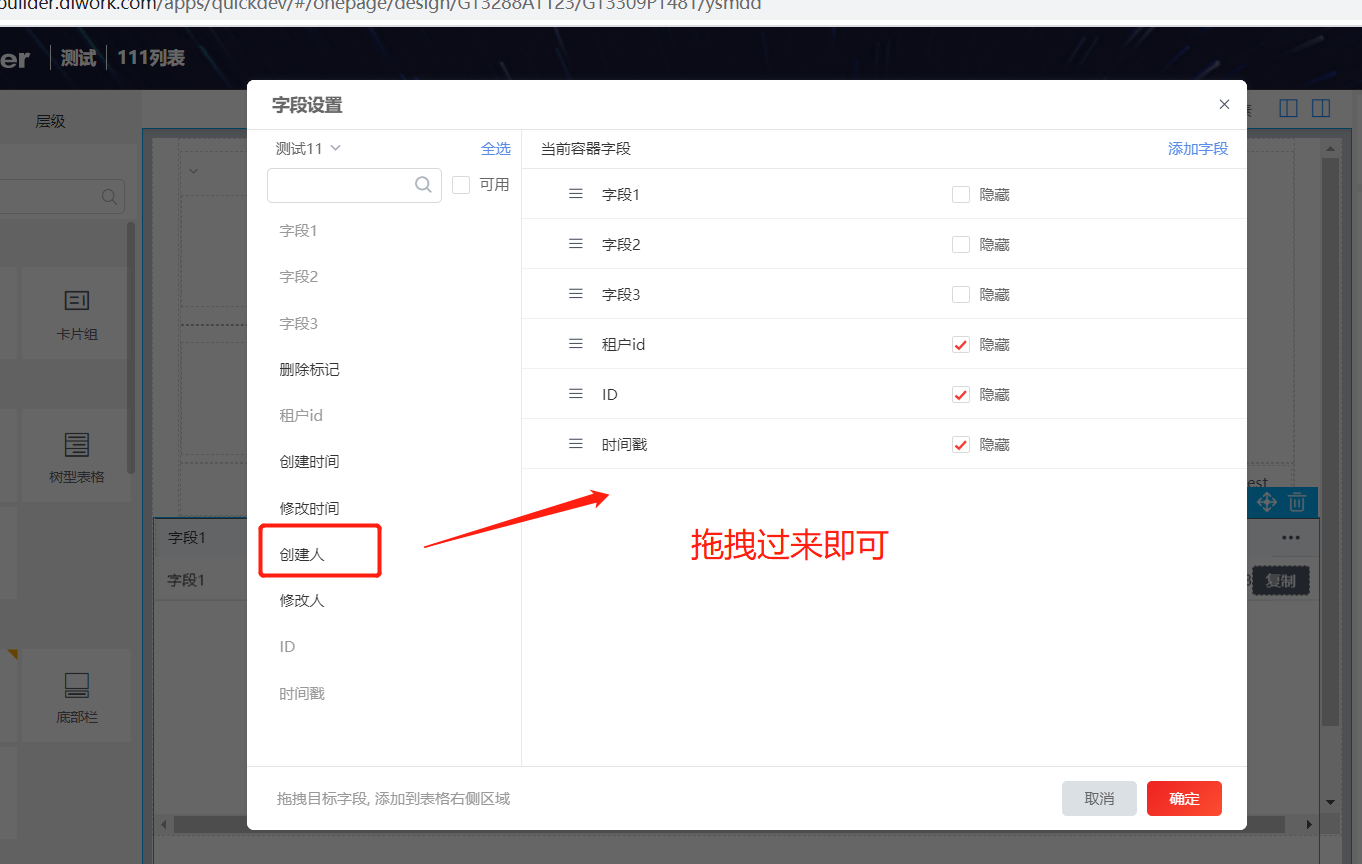 builder.diwork.com/apps/quickdev/#/onepage/design/GT13288AT123/GT13309PT481/ysmdd
er
测试
111列表
层级
字段设置
测试11
全选
当前容器字段
添加字段
可用
字段1
字段2
字段3
删除标记
租户id
创建时间
修改时间
创建人
修改人
ID
时间戳
字段1
隐藏
字段2
隐藏
字段3
隐藏
租户id
隐藏
ID
隐藏
时间戳
隐藏
拖拽过来即可
卡片组
树型表格
底部栏
字段1
字段1
est
复制
拖拽目标字段, 添加到表格右侧区域
取消
确定